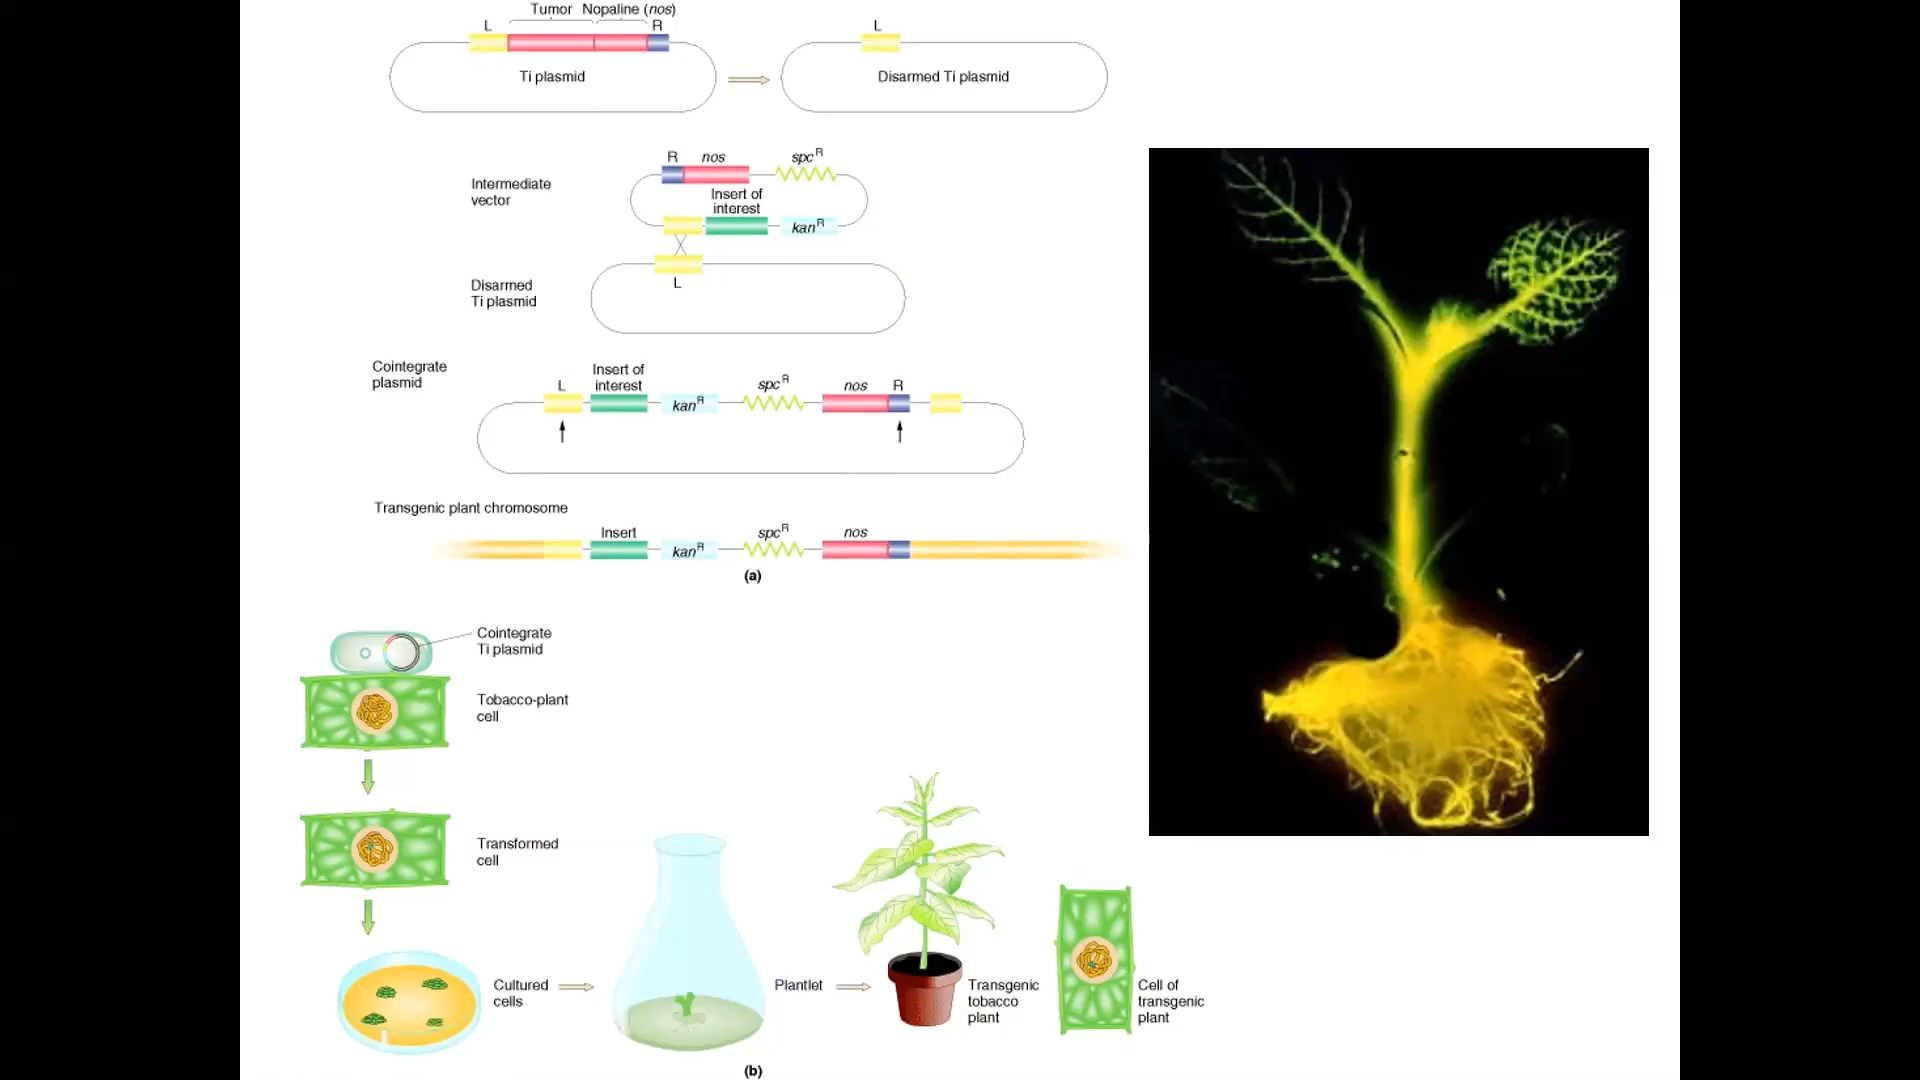 Tumor Nopaline (nos)
L R
Ti plasmid
L
Disarmed Ti plasmid
R nos spcR
Intermediate
vector
Insert of
interest
kanR
L
Disarmed
Ti plasmid
Cointegrate
plasmid
L
Insert of
interest
kanR
spcR
nos R
Transgenic plant chromosome
Insert
kanR
spcR
nos
(a)
Cointegrate
Ti plasmid
Tobacco-plant
cell
Transformed
cell
Cultured
cells
Plantlet
Transgenic
tobacco
plant
Cell of
transgenic
plant
(b)